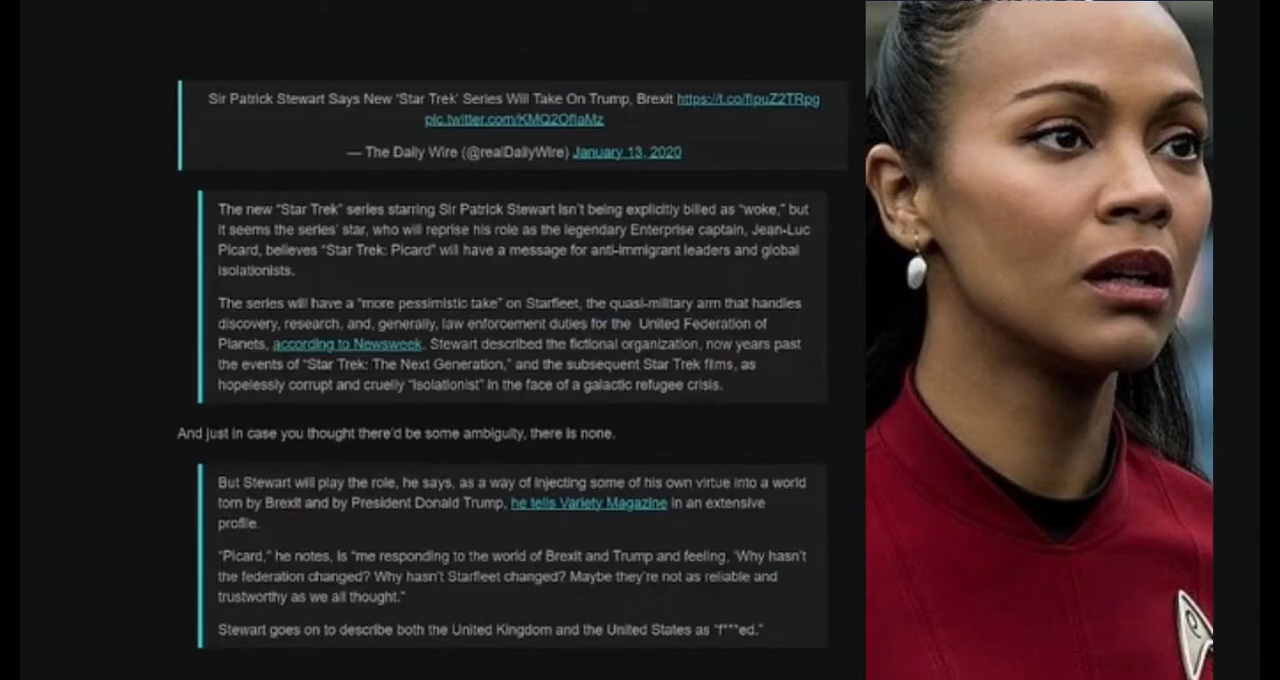 Sir Patrick Stewart Says New ‘Star Trek’ Series Will Take On Trump, Brexit https://t.co/fIpuZ2TRpg
pic.twitter.com/KMQ2OflaMz
— The Daily Wire (@realDailyWire) January 13, 2020
The new “Star Trek” series starring Sir Patrick Stewart isn’t being explicitly billed as “woke,” but
it seems the series’ star, who will reprise his role as the legendary Enterprise captain, Jean-Luc
Picard, believes “Star Trek: Picard” will have a message for anti-immigrant leaders and global
isolationists.
The series will have a “more pessimistic take” on Starfleet, the quasi-military arm that handles
discovery, research, and, generally, law enforcement duties for the United Federation of
Planets, according to Newsweek. Stewart described the fictional organization, now years past
the events of “Star Trek: The Next Generation,” and the subsequent Star Trek films, as
hopelessly corrupt and cruelly “isolationist” in the face of a galactic refugee crisis.
And just in case you thought there’d be some ambiguity, there is none.
But Stewart will play the role, he says, as a way of injecting some of his own virtue into a world
torn by Brexit and by President Donald Trump, he tells Variety Magazine in an extensive
profile.
“Picard,” he notes, is “me responding to the world of Brexit and Trump and feeling, ‘Why hasn’t
the federation changed? Why hasn’t Starfleet changed? Maybe they’re not as reliable and
trustworthy as we all thought.”
Stewart goes on to describe both the United Kingdom and the United States as “f***ed.”